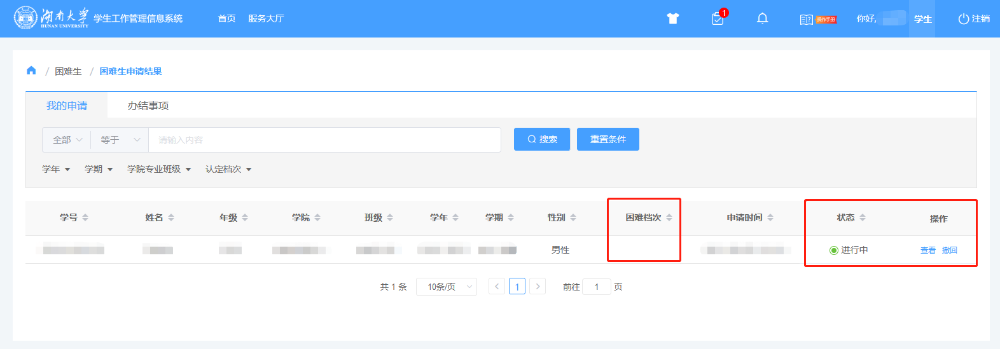 湖南大学 学生工作管理信息系统 首页 服务大厅 1 操作手册 你好, 学生 注销
HUNAN UNIVERSITY
/ 困难生 / 困难生申请结果
我的申请 办结事项
全部 等于 请输入内容 搜索 重置条件
学年 学期 学院专业班级 认定档次
学号 姓名 年级 学院 班级 学年 学期 性别 困难档次 申请时间 状态 操作
男性 进行中 查看 撤回
共 1 条 10条/页 1 前往 1 页